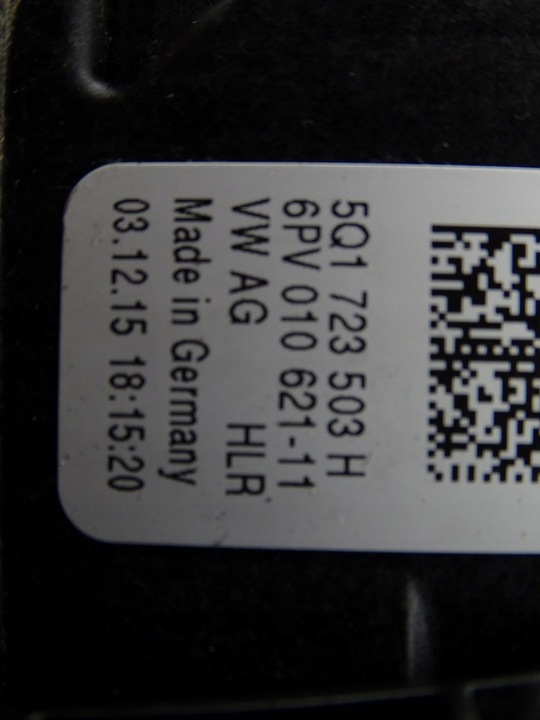 5Q1 723 503 H
6PV 010 621-11
VW AG HLR
Made in Germany
03.12.15 18:15:20